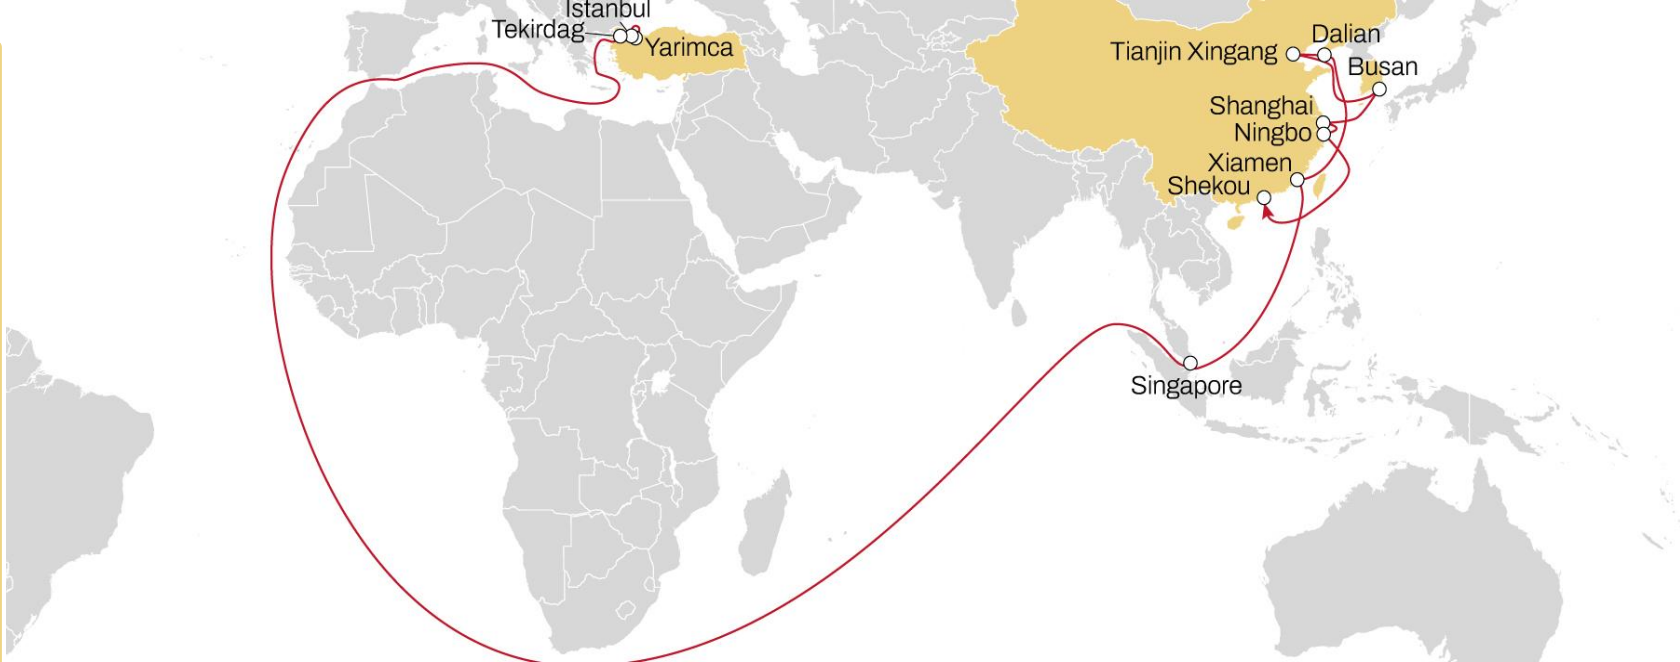 Istanbul
Tekirdag
Yarimca
Dalian
Tianjin Xingang
Busan
Shanghai
Ningbo
Xiamen
Shekou
Singapore